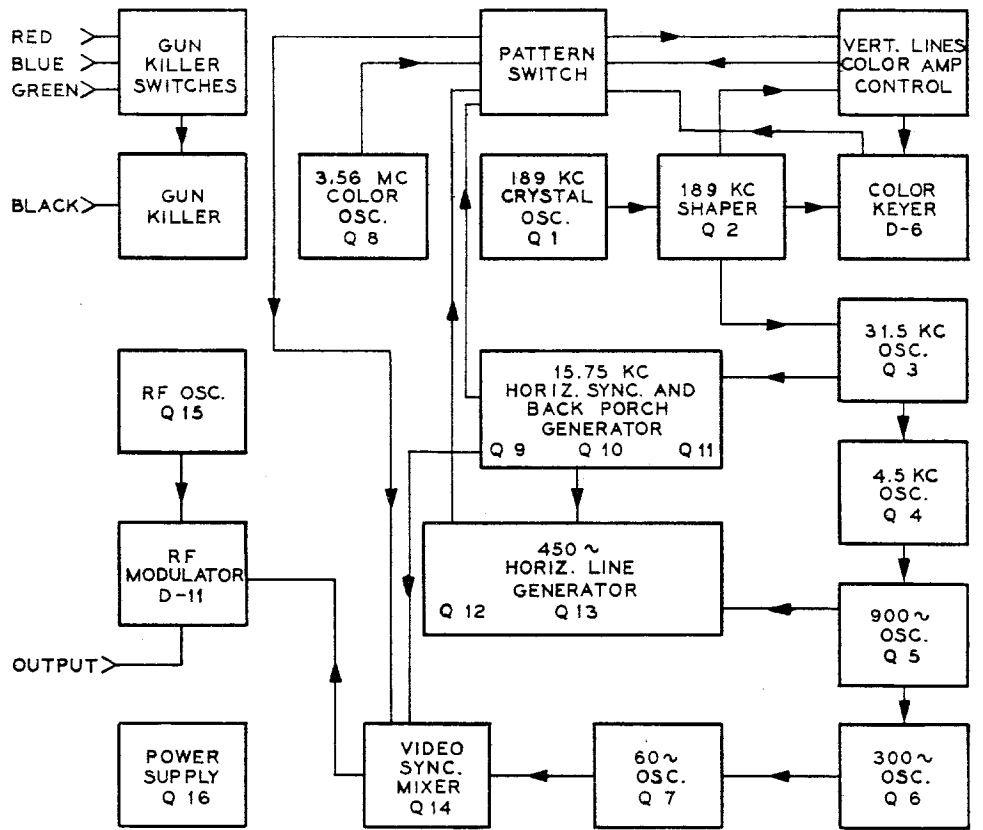 RED
BLUE
GREEN
GUN
KILLER
SWITCHES
PATTERN
SWITCH
VERT. LINES
COLOR AMP
CONTROL
BLACK
GUN
KILLER
3.56 MC
COLOR
OSC.
Q 8
189 KC
CRYSTAL
OSC.
Q 1
189 KC
SHAPER
Q 2
COLOR
KEYER
D-6
RF OSC.
Q 15
15.75 KC
HORIZ. SYNC. AND
BACK PORCH
GENERATOR
Q 9 Q 10 Q 11
31.5 KC
OSC.
Q 3
4.5 KC
OSC.
Q 4
RF
MODULATOR
D-11
450~
HORIZ. LINE
GENERATOR
Q 12 Q 13
900~
OSC.
Q 5
OUTPUT
POWER
SUPPLY
Q 16
VIDEO
SYNC.
MIXER
Q 14
60~
OSC.
Q 7
300~
OSC.
Q 6